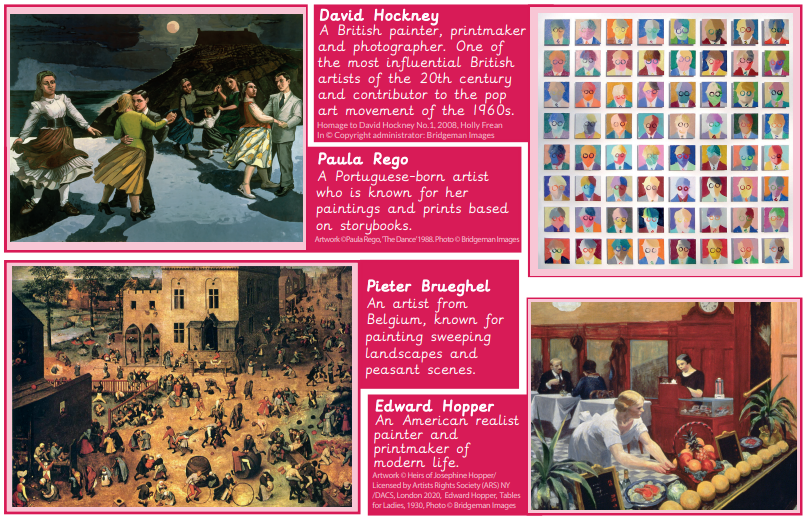 David Hockney
A British painter, printmaker
and photographer. One of
the most influential British
artists of the 20th century
and contributor to the pop
art movement of the 1960s.
Homage to David Hockney No.1, 2008, Holly Frean
In © Copyright administrator: Bridgeman Images
Paula Rego
A Portuguese-born artist
who is known for her
paintings and prints based
on storybooks.
Artwork ©Paula Rego, 'The Dance' 1988. Photo © Bridgeman Images
Pieter Brueghel
An artist from
Belgium, known for
painting sweeping
landscapes and
peasant scenes.
Edward Hopper
An American realist
painter and
printmaker of
modern life.
Artwork © Heirs of Josephine Hopper/
Licensed by Artists Rights Society (ARS) NY
/DACS, London 2020, Edward Hopper, Tables
for Ladies, 1930, Photo © Bridgeman Images